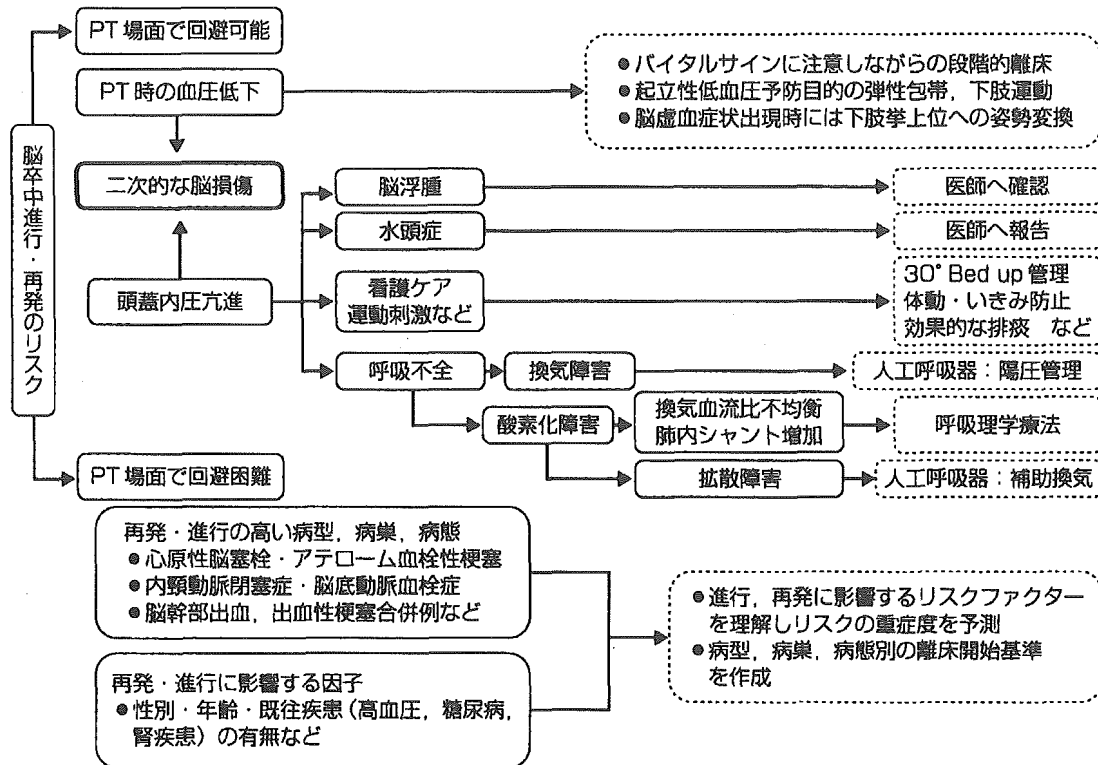 PT 場面で回避可能
PT 時の血圧低下
● バイタルサインに注意しながらの段階的離床
● 起立性低血圧予防目的の弾性包帯，下肢運動
● 脳虚血症状出現時には下肢挙上位への姿勢変換
脳卒中進行・再発のリスク
二次的な脳損傷
脳浮腫
医師へ確認
水頭症
医師へ報告
頭蓋内圧亢進
看護ケア
運動刺激など
30°Bed up 管理
体動・いきみ防止
効果的な排痰　など
呼吸不全
換気障害
人工呼吸器：陽圧管理
酸素化障害
換気血流比不均衡
肺内シャント増加
呼吸理学療法
拡散障害
人工呼吸器：補助換気
PT 場面で回避困難
再発・進行の高い病型，病巣，病態
● 心原性脳塞栓・アテローム血栓性梗塞
● 内頸動脈閉塞症・脳底動脈血栓症
● 脳幹部出血，出血性梗塞合併例など
再発・進行に影響する因子
● 性別・年齢・既往疾患（高血圧，糖尿病，
腎疾患）の有無など
● 進行，再発に影響するリスクファクター
を理解しリスクの重症度を予測
● 病型，病巣，病態別の離床開始基準
を作成